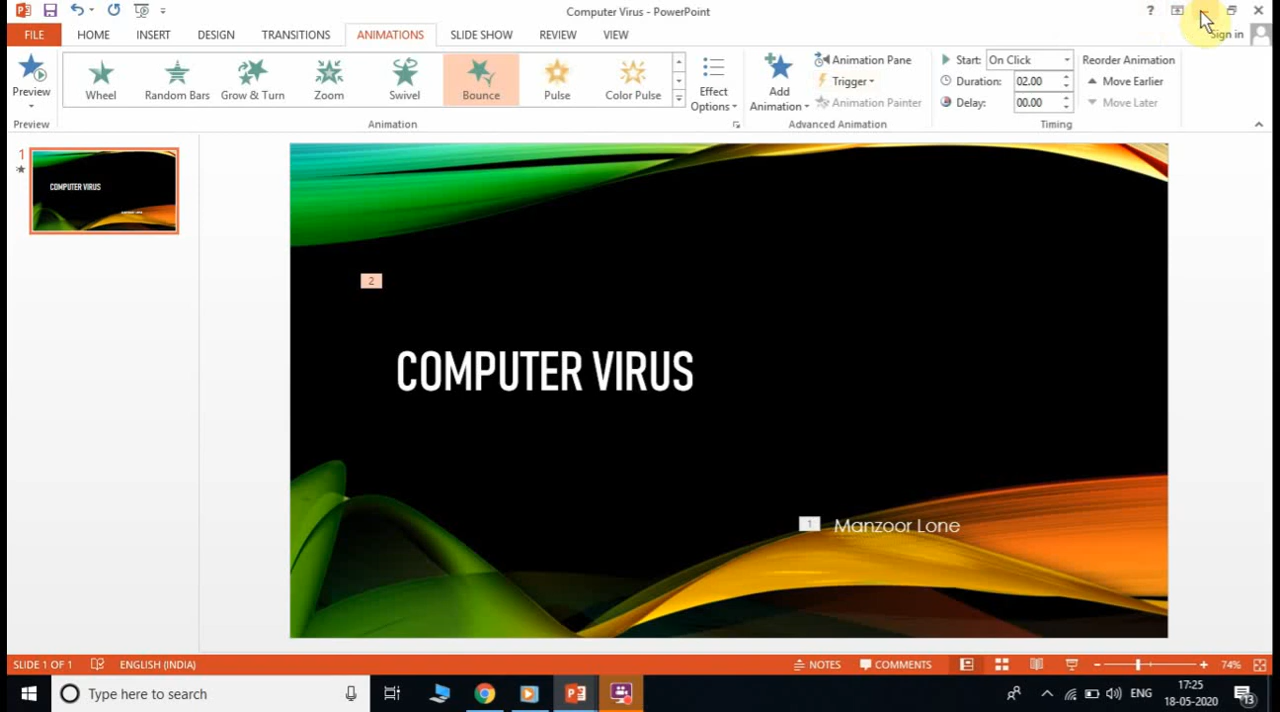 Computer Virus - PowerPoint
?
Sign in
FILE
HOME
INSERT
DESIGN
TRANSITIONS
ANIMATIONS
SLIDE SHOW
REVIEW
VIEW
Preview
Wheel
Random Bars
Grow & Turn
Zoom
Swivel
Bounce
Pulse
Color Pulse
Effect
Options
Add
Animation
Animation Pane
Trigger
Animation Painter
Start: On Click
Duration: 02.00
Delay: 00.00
Reorder Animation
Move Earlier
Move Later
Preview
Animation
Advanced Animation
Timing
1
COMPUTER VIRUS
2
COMPUTER VIRUS
1 Manzoor Lone
SLIDE 1 OF 1
ENGLISH (INDIA)
NOTES
COMMENTS
74%
Type here to search
ENG
17:25
18-05-2020
13